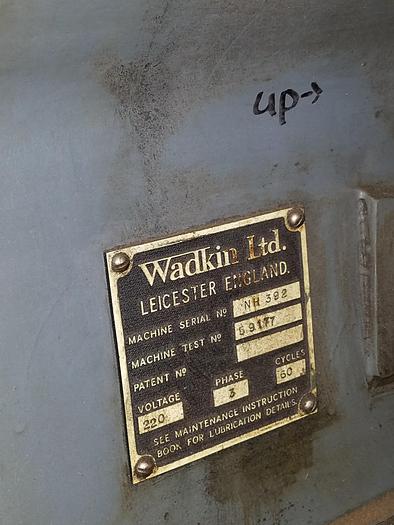 up→
Wadkin Ltd.
LEICESTER ENGLAND.
MACHINE SERIAL Nº NH 392
MACHINE TEST Nº 59177
PATENT Nº
VOLTAGE PHASE CYCLES
220 3 60
SEE MAINTENANCE INSTRUCTION
BOOK FOR LUBRICATION DETAILS.